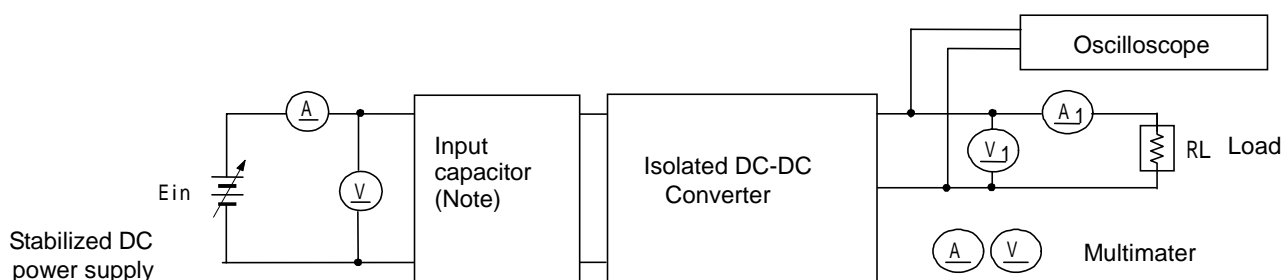 Oscilloscope
A
A1
Input
capacitor
(Note)
Isolated DC-DC
Converter
V1
RL Load
Ein
V
Stabilized DC
power supply
A V Multimater